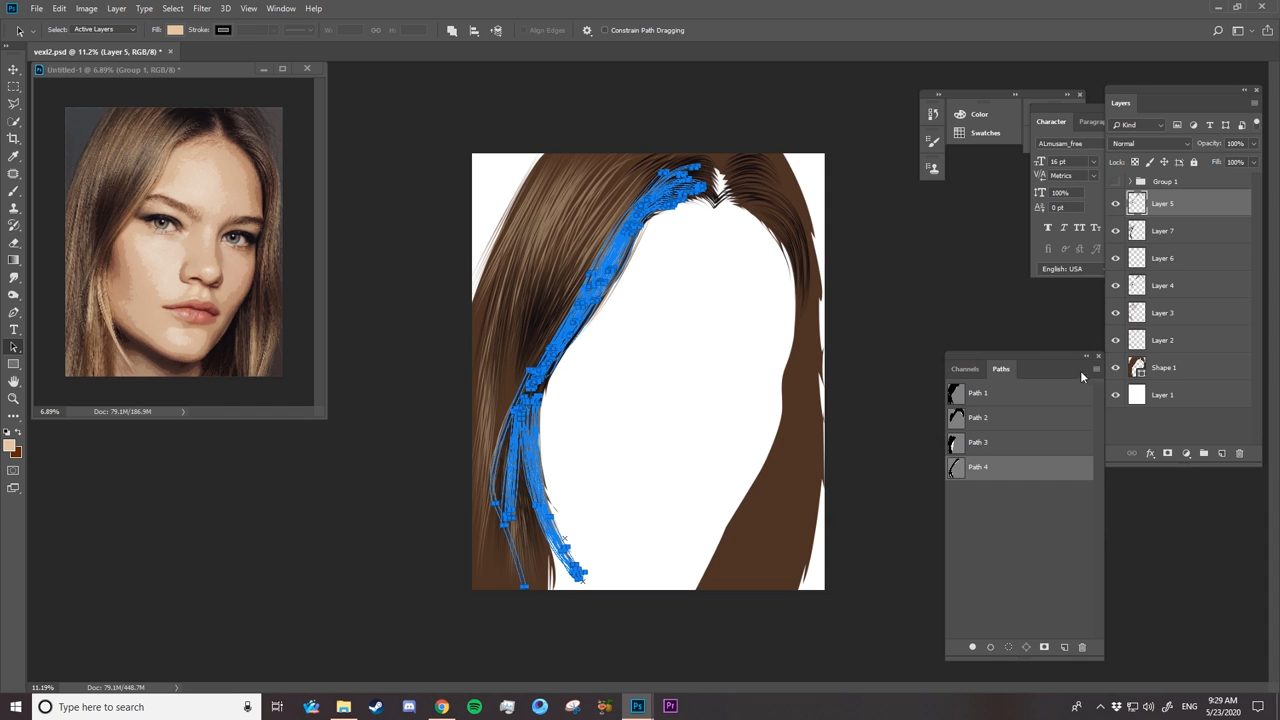 File Edit Image Layer Type Select Filter 3D View Window Help
Select: Active Layers Fill: Stroke: W: H: Align Edges Constrain Path Dragging
vexl2.psd @ 11.2% (Layer 5, RGB/8) *
Untitled-1 @ 6.89% (Group 1, RGB/8) *
6.89% Doc: 79.1M/186.9M
Color
Swatches
Character Paragra
ALmusam_free
16 pt
Metrics
100%
0 pt
T T TT Tr
English: USA
Layers
Kind
Normal Opacity: 100%
Lock: Fill: 100%
Group 1
Layer 5
Layer 7
Layer 6
Layer 4
Layer 3
Layer 2
Shape 1
Layer 1
Channels Paths
Path 1
Path 2
Path 3
Path 4
11.19% Doc: 79.1M/448.7M
Type here to search
9:29 AM
5/23/2020